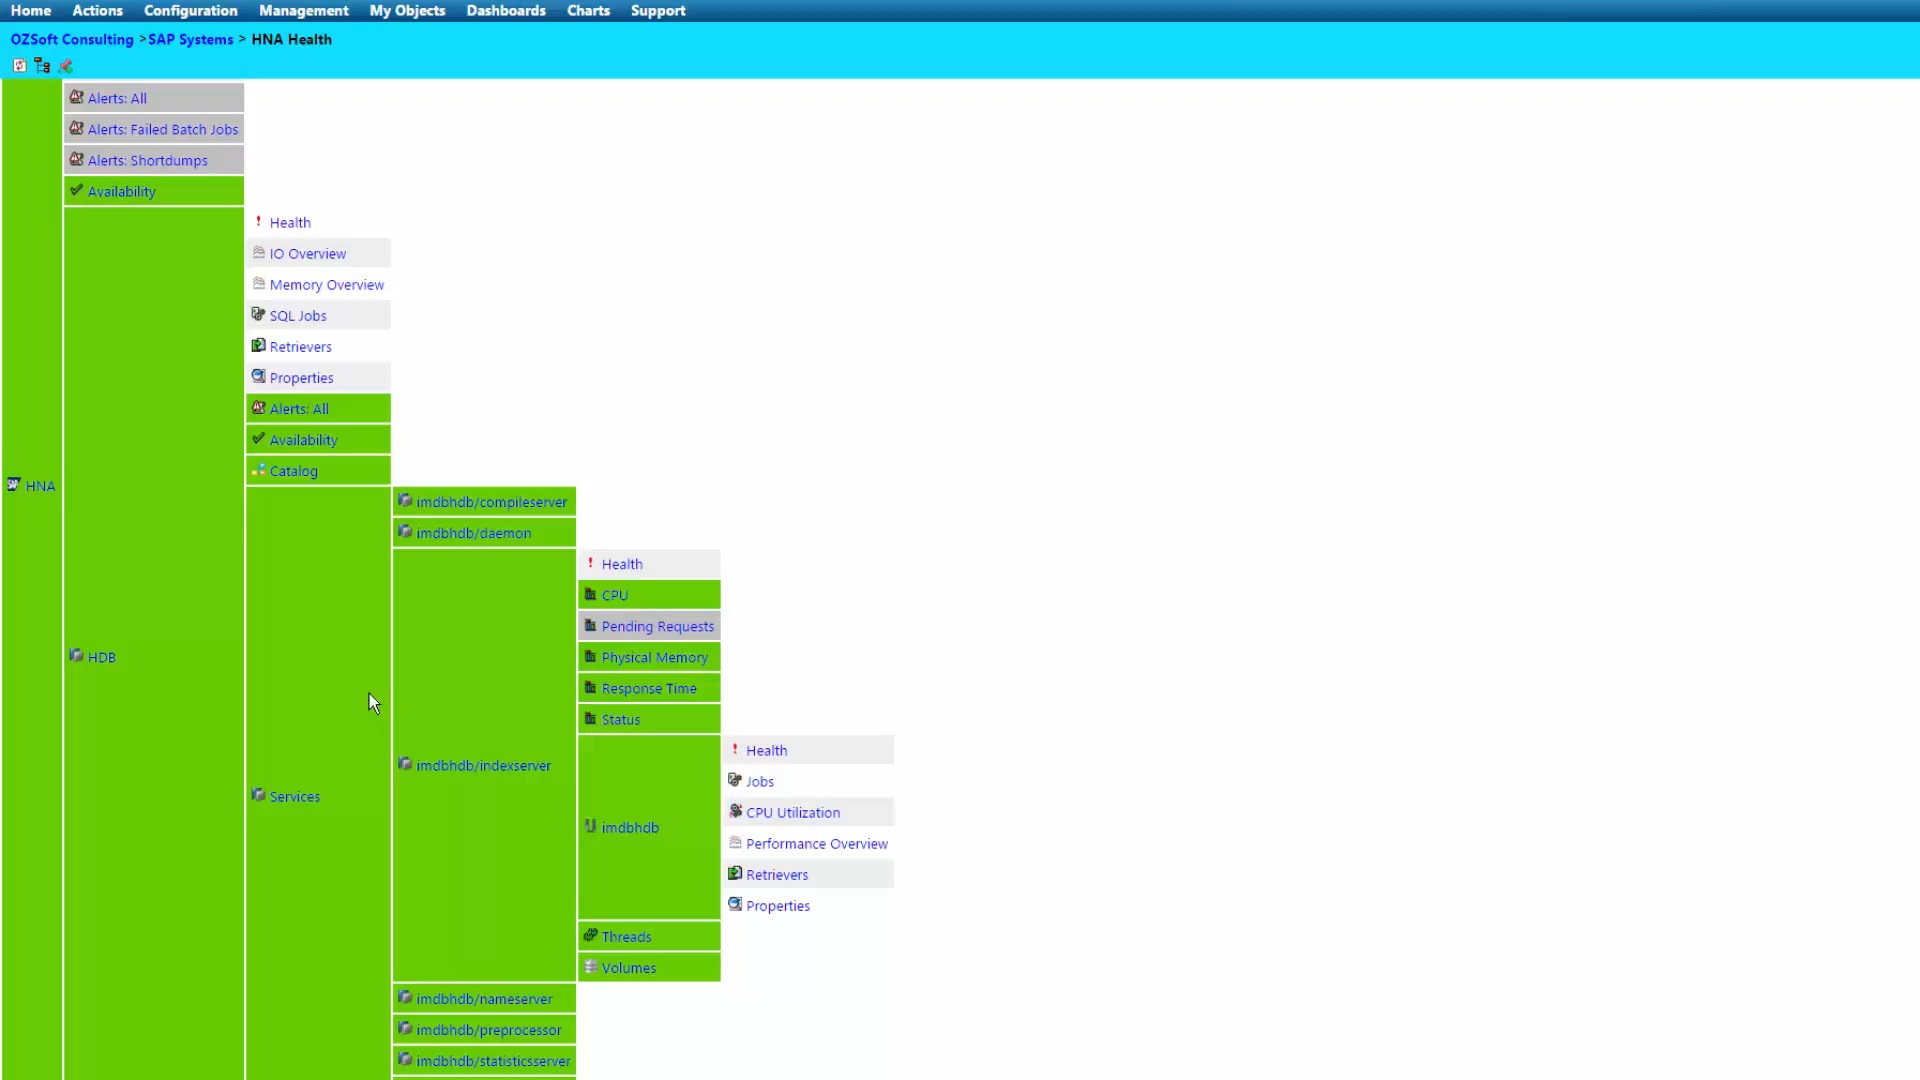 Home Actions Configuration Management My Objects Dashboards Charts Support
OZSoft Consulting >SAP Systems > HNA Health
Alerts: All
Alerts: Failed Batch Jobs
Alerts: Shortdumps
Availability
Health
IO Overview
Memory Overview
SQL Jobs
Retrievers
Properties
Alerts: All
Availability
Catalog
HNA
imdbhdb/compileserver
imdbhdb/daemon
Health
CPU
Pending Requests
HDB
Physical Memory
Response Time
Status
Health
imdbhdb/indexserver
Jobs
Services
CPU Utilization
imdbhdb
Performance Overview
Retrievers
Properties
Threads
Volumes
imdbhdb/nameserver
imdbhdb/preprocessor
imdbhdb/statisticsserver